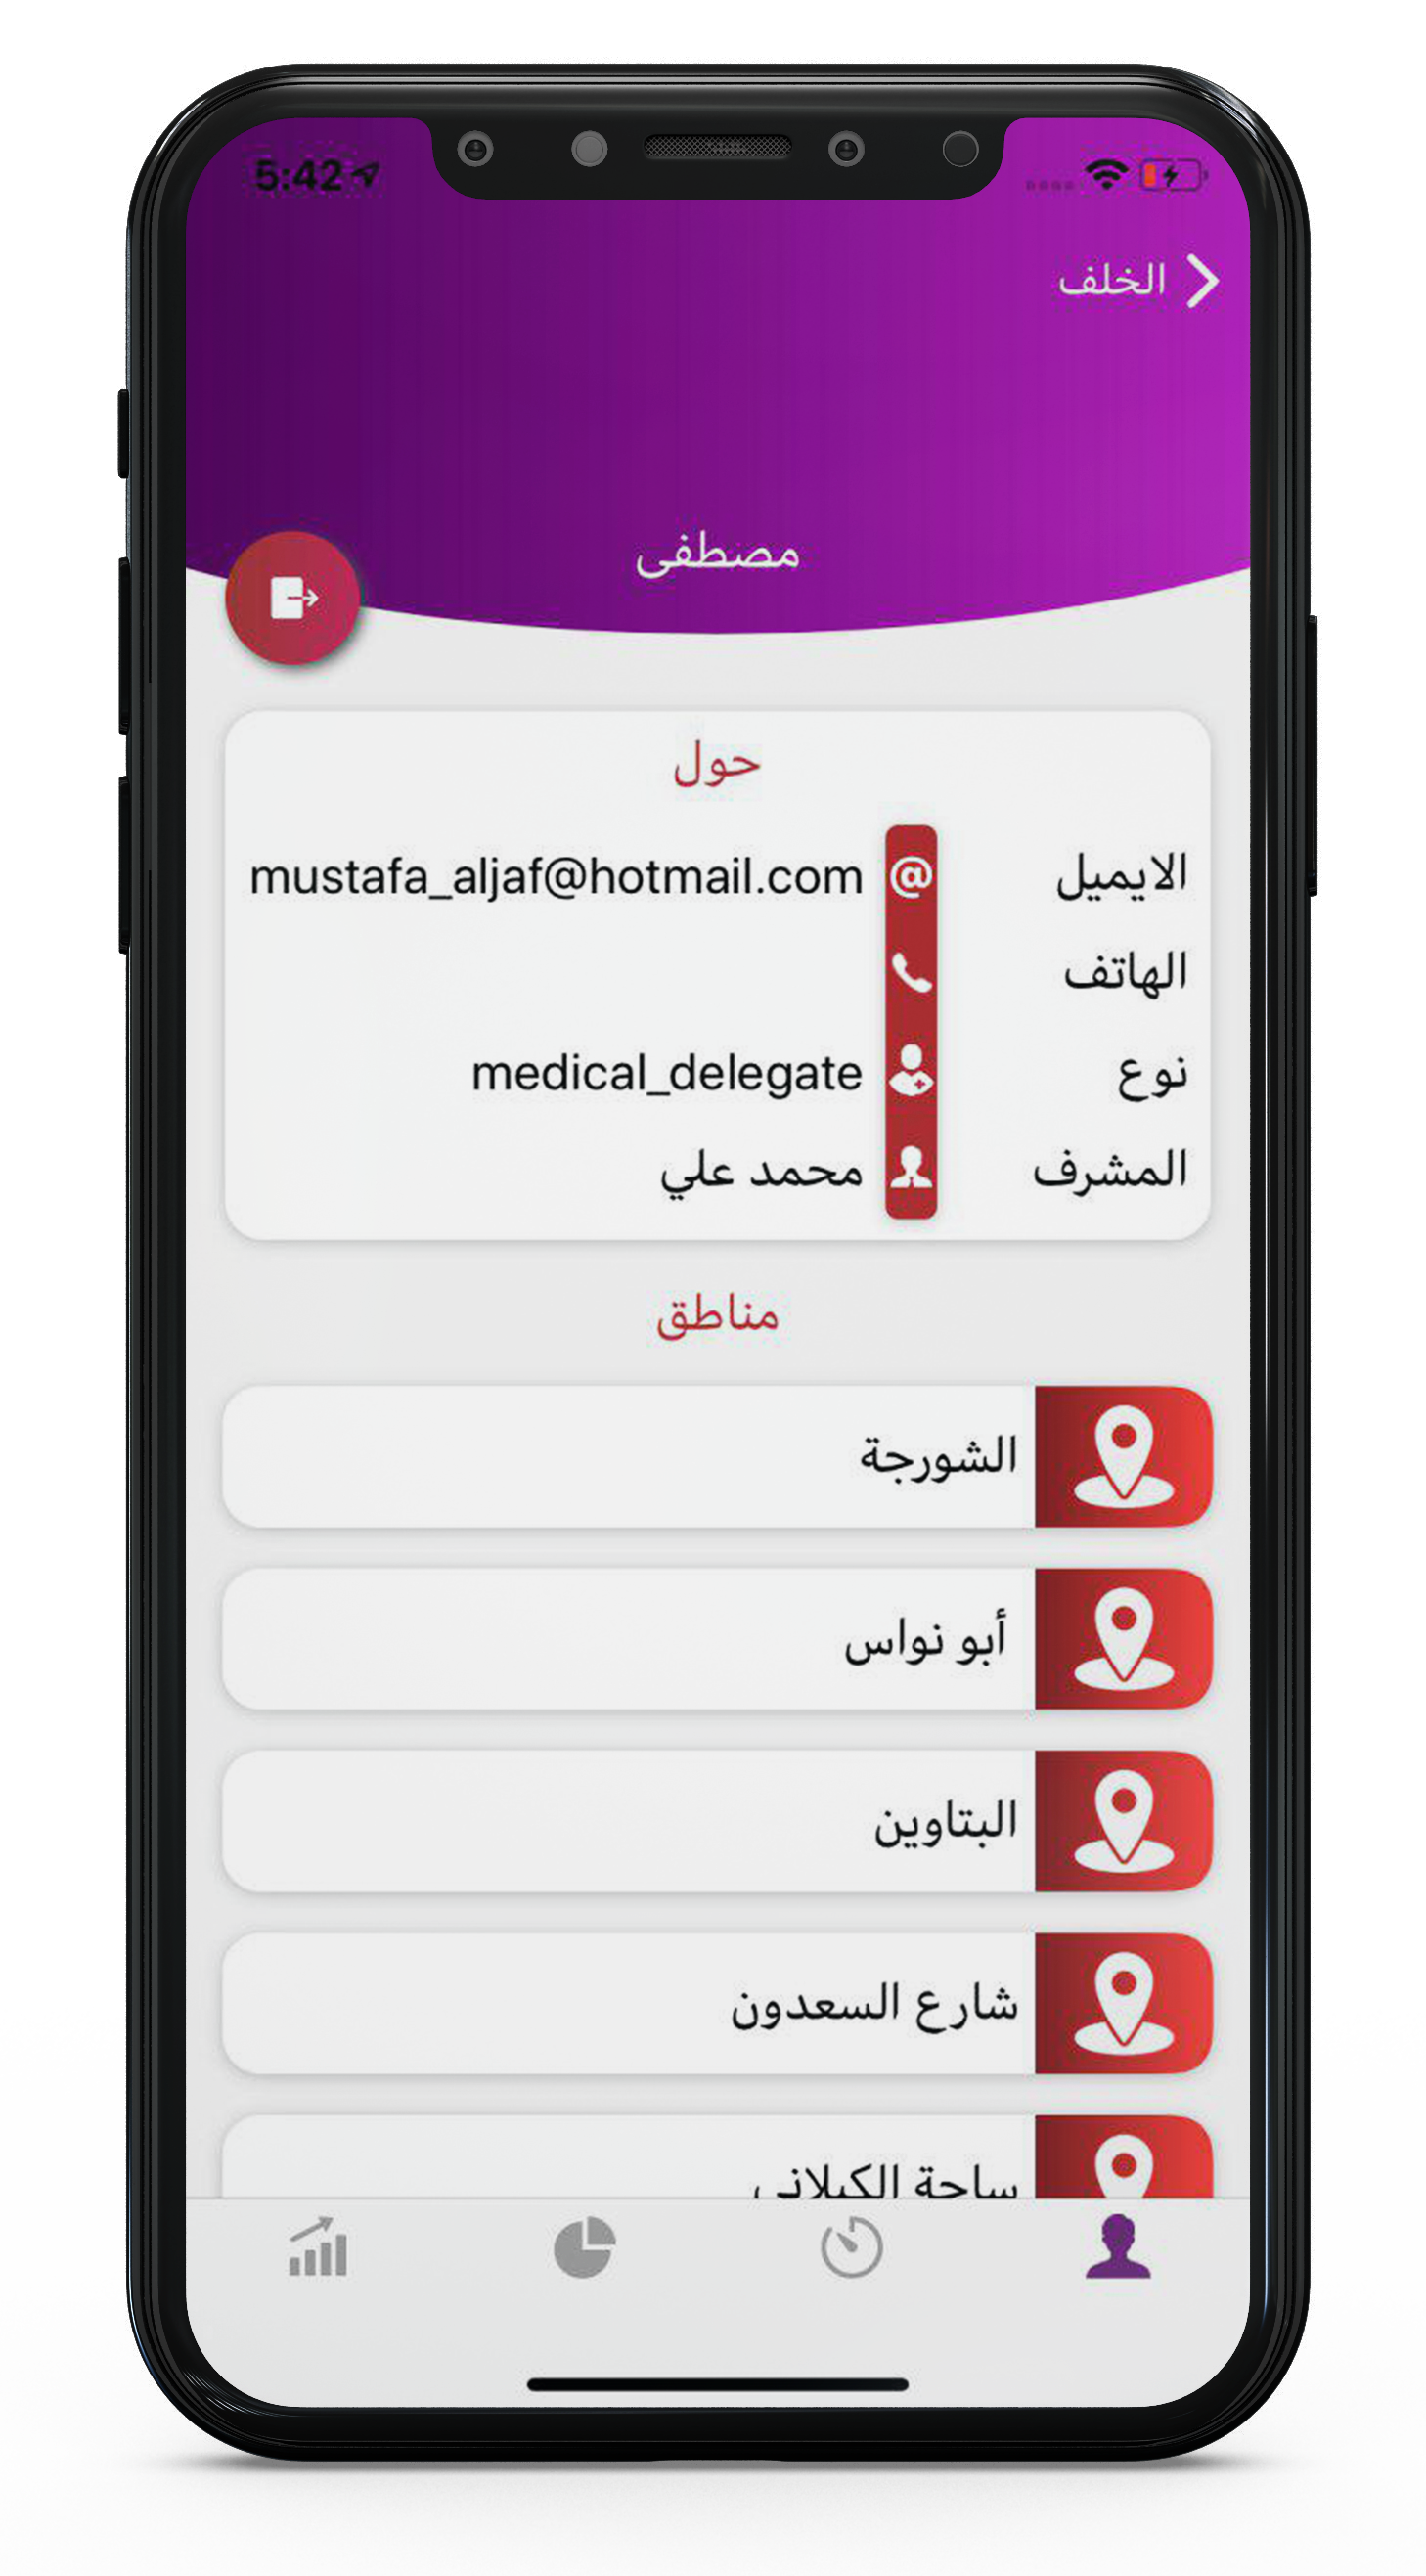 5:42
الخلف
مصطفى
حول
الايميل mustafa_aljaf@hotmail.com
الهاتف
نوع medical_delegate
المشرف محمد علي
مناطق
الشورجة
أبو نواس
البتاوين
شارع السعدون
ساحة الكيلاني